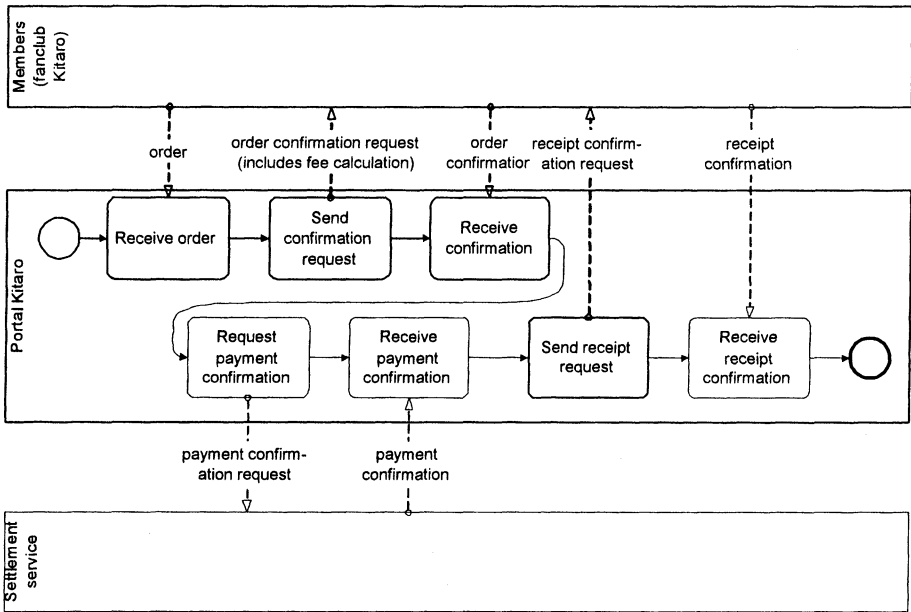 Members
(fanclub
Kitaro)
order
order confirmation request
(includes fee calculation)
order
confirmatior
receipt confirm-
ation request
receipt
confirmation
Portal Kitaro
Receive order
Send
confirmation
request
Receive
confirmation
Request
payment
confirmation
Receive
payment
confirmation
Send receipt
request
Receive
receipt
confirmation
payment confirm-
ation request
payment
confirmation
Settlement
service